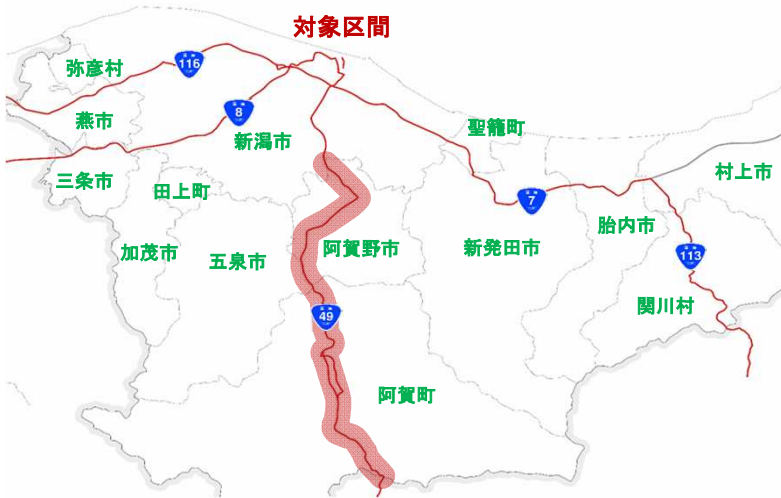 対象区間
弥彦村
116
燕市
8
新潟市
聖籠町
三条市
田上町
村上市
7
胎内市
加茂市
五泉市
阿賀野市
新発田市
113
関川村
49
阿賀町